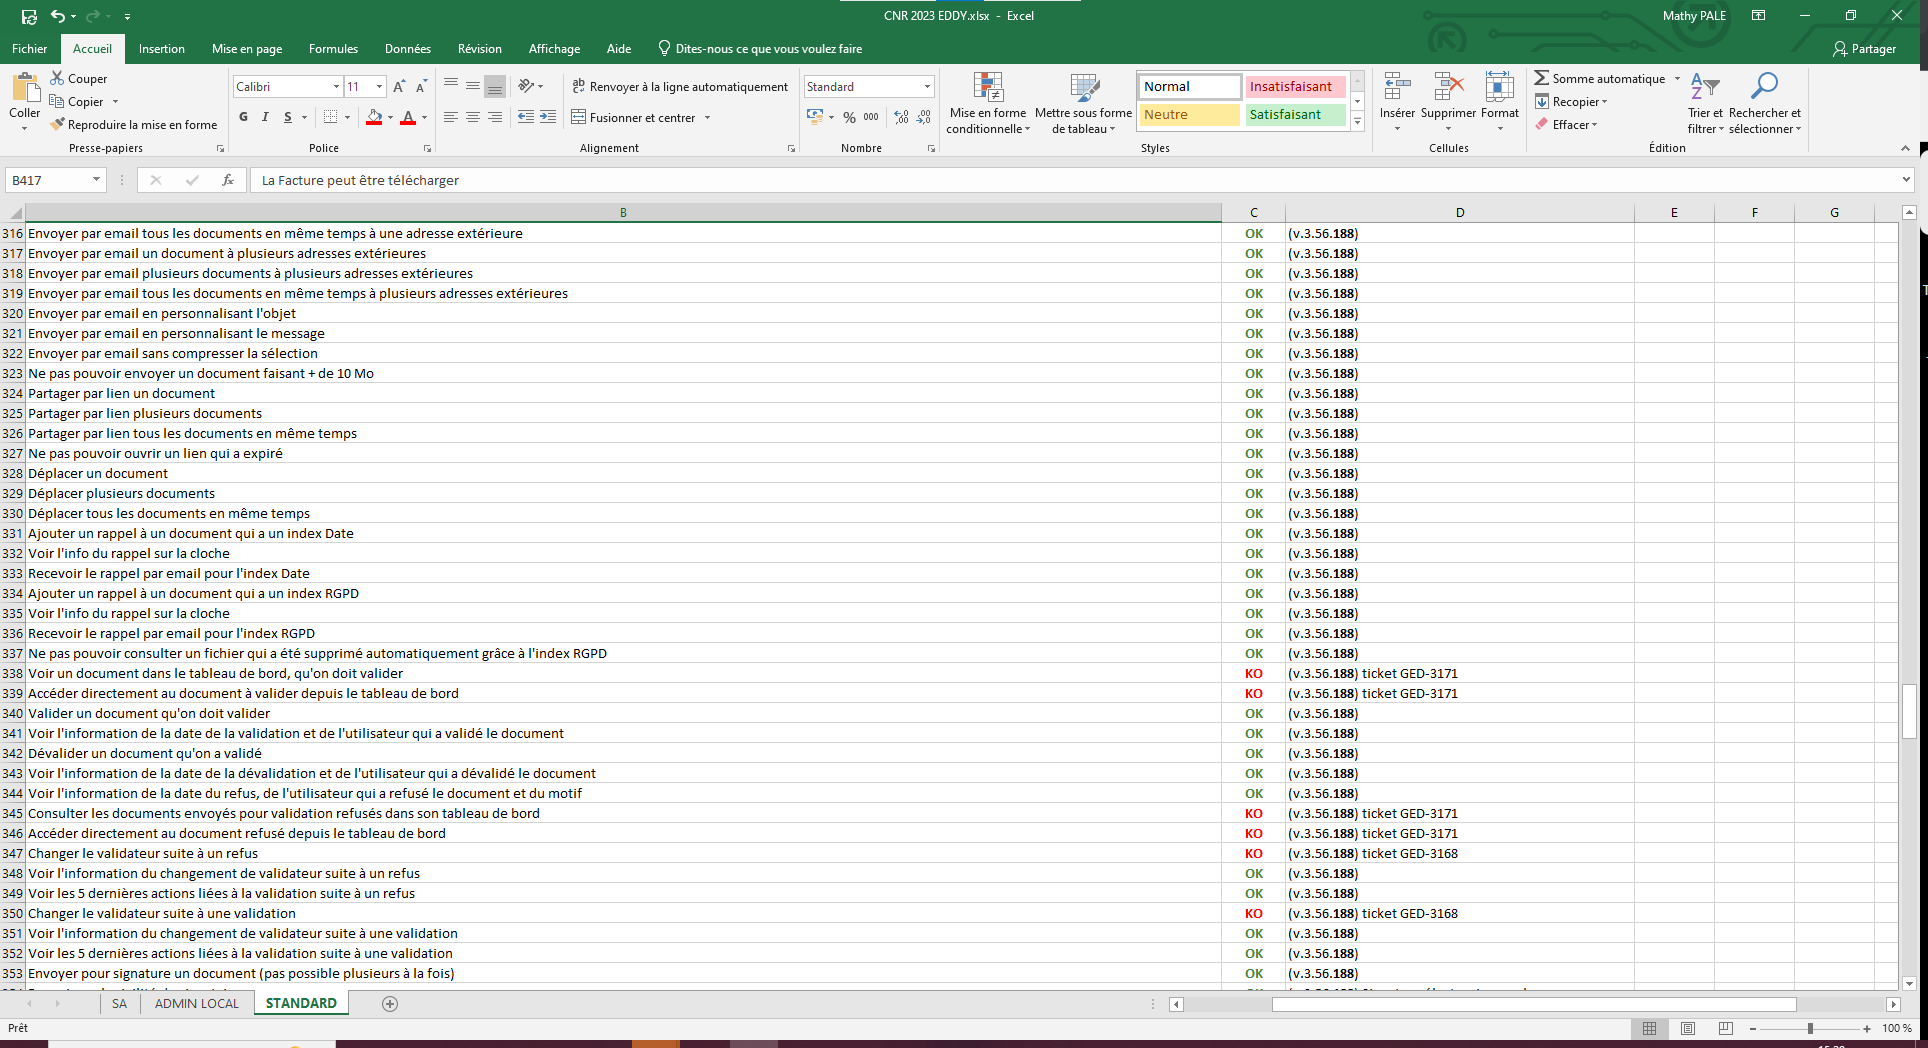 CNR 2023 EDDY.xlsx - Excel
Mathy PALE
Fichier Accueil Insertion Mise en page Formules Données Révision Affichage Aide Dites-nous ce que vous voulez faire Partager
Coller
Couper
Copier
Reproduire la mise en forme
Presse-papiers
Calibri 11
G I S
Police
Renvoyer à la ligne automatiquement
Fusionner et centrer
Alignement
Standard
% 000
Nombre
Mise en forme conditionnelle
Mettre sous forme de tableau
Normal Insatisfaisant
Neutre Satisfaisant
Styles
Insérer Supprimer Format
Cellules
Somme automatique
Recopier
Effacer
Trier et filtrer
Rechercher et sélectionner
Édition
B417 fx La Facture peut être télécharger
B C D E F G
316 Envoyer par email tous les documents en même temps à une adresse extérieure OK (v.3.56.188)
317 Envoyer par email un document à plusieurs adresses extérieures OK (v.3.56.188)
318 Envoyer par email plusieurs documents à plusieurs adresses extérieures OK (v.3.56.188)
319 Envoyer par email tous les documents en même temps à plusieurs adresses extérieures OK (v.3.56.188)
320 Envoyer par email en personnalisant l'objet OK (v.3.56.188)
321 Envoyer par email en personnalisant le message OK (v.3.56.188)
322 Envoyer par email sans compresser la sélection OK (v.3.56.188)
323 Ne pas pouvoir envoyer un document faisant + de 10 Mo OK (v.3.56.188)
324 Partager par lien un document OK (v.3.56.188)
325 Partager par lien plusieurs documents OK (v.3.56.188)
326 Partager par lien tous les documents en même temps OK (v.3.56.188)
327 Ne pas pouvoir ouvrir un lien qui a expiré OK (v.3.56.188)
328 Déplacer un document OK (v.3.56.188)
329 Déplacer plusieurs documents OK (v.3.56.188)
330 Déplacer tous les documents en même temps OK (v.3.56.188)
331 Ajouter un rappel à un document qui a un index Date OK (v.3.56.188)
332 Voir l'info du rappel sur la cloche OK (v.3.56.188)
333 Recevoir le rappel par email pour l'index Date OK (v.3.56.188)
334 Ajouter un rappel à un document qui a un index RGPD OK (v.3.56.188)
335 Voir l'info du rappel sur la cloche OK (v.3.56.188)
336 Recevoir le rappel par email pour l'index RGPD OK (v.3.56.188)
337 Ne pas pouvoir consulter un fichier qui a été supprimé automatiquement grâce à l'index RGPD OK (v.3.56.188)
338 Voir un document dans le tableau de bord, qu'on doit valider KO (v.3.56.188) ticket GED-3171
339 Accéder directement au document à valider depuis le tableau de bord KO (v.3.56.188) ticket GED-3171
340 Valider un document qu'on doit valider OK (v.3.56.188)
341 Voir l'information de la date de la validation et de l'utilisateur qui a validé le document OK (v.3.56.188)
342 Dévalider un document qu'on a validé OK (v.3.56.188)
343 Voir l'information de la date de la dévalidation et de l'utilisateur qui a dévalidé le document OK (v.3.56.188)
344 Voir l'information de la date du refus, de l'utilisateur qui a refusé le document et du motif OK (v.3.56.188)
345 Consulter les documents envoyés pour validation refusés dans son tableau de bord KO (v.3.56.188) ticket GED-3171
346 Accéder directement au document refusé depuis le tableau de bord KO (v.3.56.188) ticket GED-3171
347 Changer le validateur suite à un refus KO (v.3.56.188) ticket GED-3168
348 Voir l'information du changement de validateur suite à un refus OK (v.3.56.188)
349 Voir les 5 dernières actions liées à la validation suite à un refus OK (v.3.56.188)
350 Changer le validateur suite à une validation KO (v.3.56.188) ticket GED-3168
351 Voir l'information du changement de validateur suite à une validation OK (v.3.56.188)
352 Voir les 5 dernières actions liées à la validation suite à une validation OK (v.3.56.188)
353 Envoyer pour signature un document (pas possible plusieurs à la fois) OK (v.3.56.188)
SA ADMIN LOCAL STANDARD
Prêt 100 %